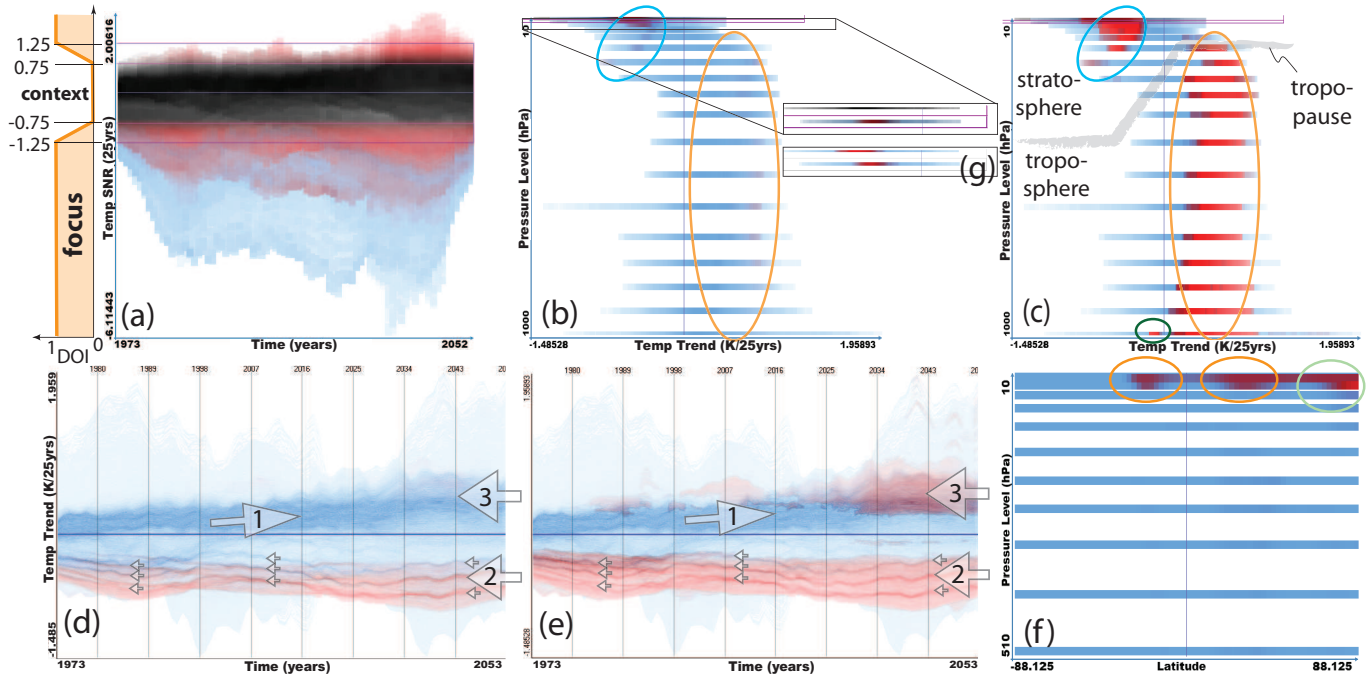 1.25
0.75
context
-0.75
-1.25
focus
1
DOI
0
2.00616
Temp SNR (25yrs)
-6.11443
(a)
1973
Time (years)
2052
10
Pressure Level (hPa)
1000
(b)
-1.48528
Temp Trend (K/25yrs)
1.95893
(g)
10
Pressure Level (hPa)
1000
strato-
sphere
tropo-
sphere
tropo-
pause
(c)
-1.48528
Temp Trend (K/25yrs)
1.95893
1980
1989
1998
2007
2016
2025
2034
2043
1.959
Temp Trend (K/25yrs)
-1.485
1
2
3
(d)
1973
Time (years)
2053
1980
1998
2007
2016
2025
2034
2043
1.95893
-1.48528
1
2
3
(e)
1973
Time (years)
2053
10
Pressure Level (hPa)
510
(f)
-88.125
Latitude
88.125